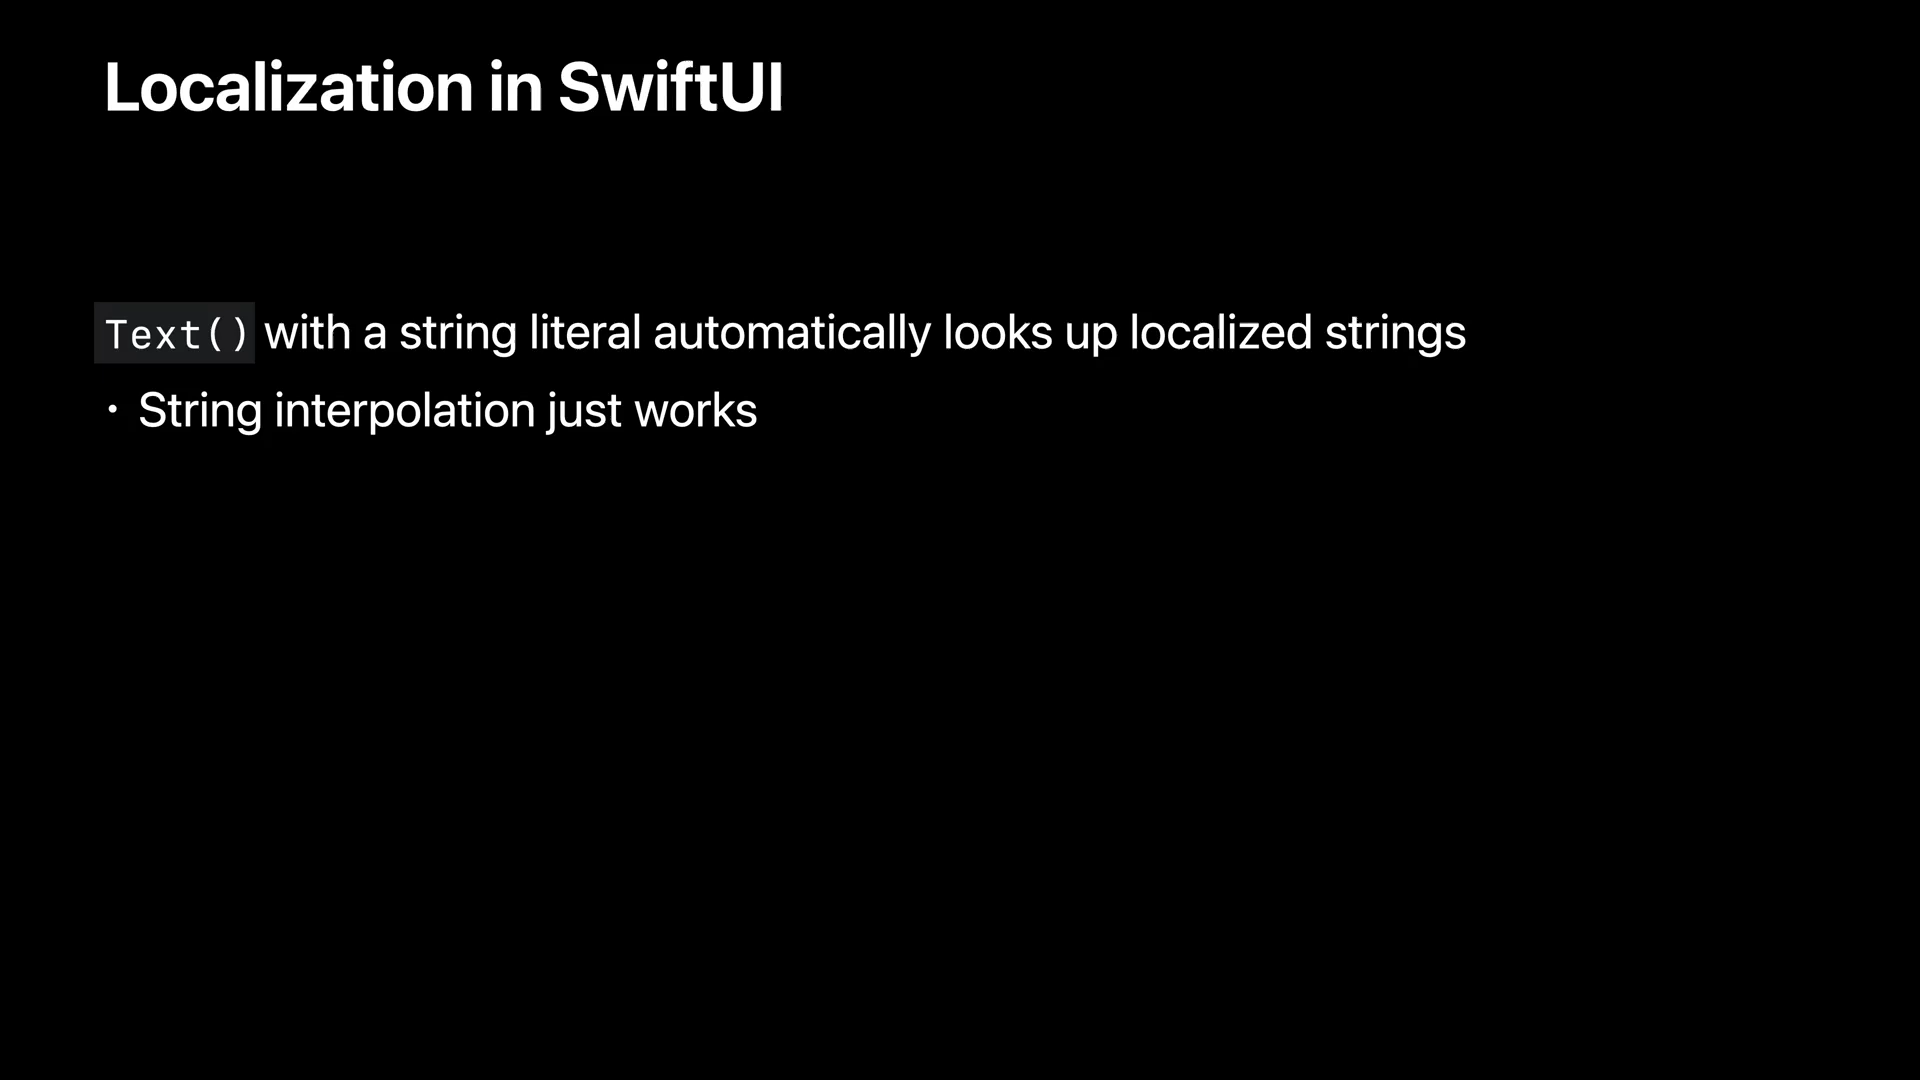 Localization in SwiftUI
Text() with a string literal automatically looks up localized strings
• String interpolation just works